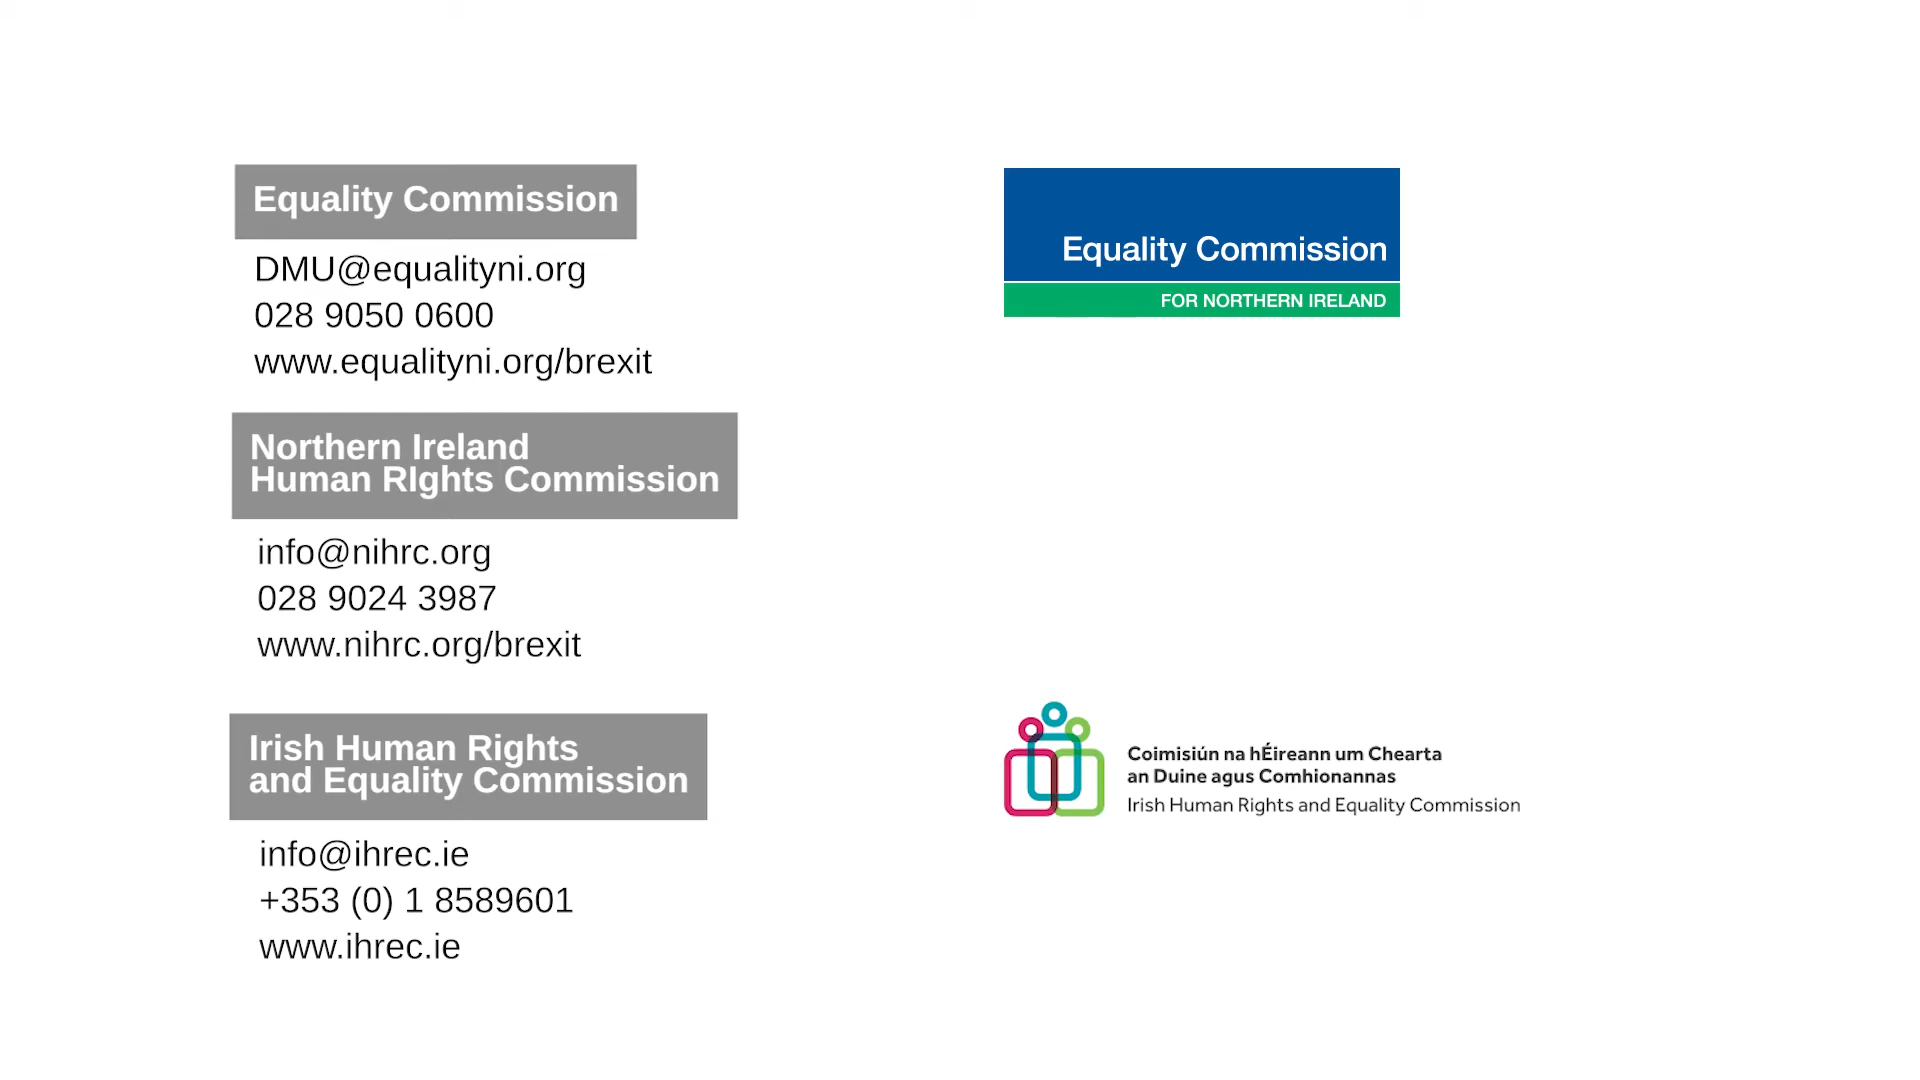 Equality Commission
DMU@equalityni.org
028 9050 0600
www.equalityni.org/brexit
Northern Ireland
Human RIghts Commission
info@nihrc.org
028 9024 3987
www.nihrc.org/brexit
Irish Human Rights
and Equality Commission
info@ihrec.ie
+353 (0) 1 8589601
www.ihrec.ie
Equality Commission
FOR NORTHERN IRELAND
Coimisiún na hÉireann um Chearta
an Duine agus Comhionannas
Irish Human Rights and Equality Commission